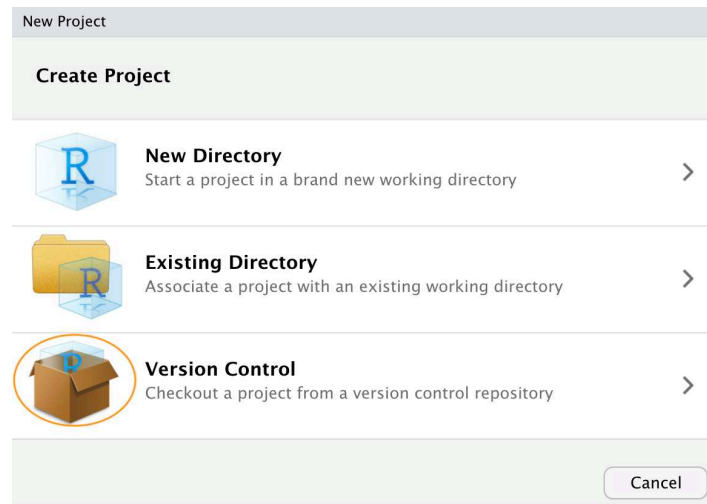 New Project
Create Project
R
New Directory
Start a project in a brand new working directory
R
Existing Directory
Associate a project with an existing working directory
R
Version Control
Checkout a project from a version control repository
Cancel